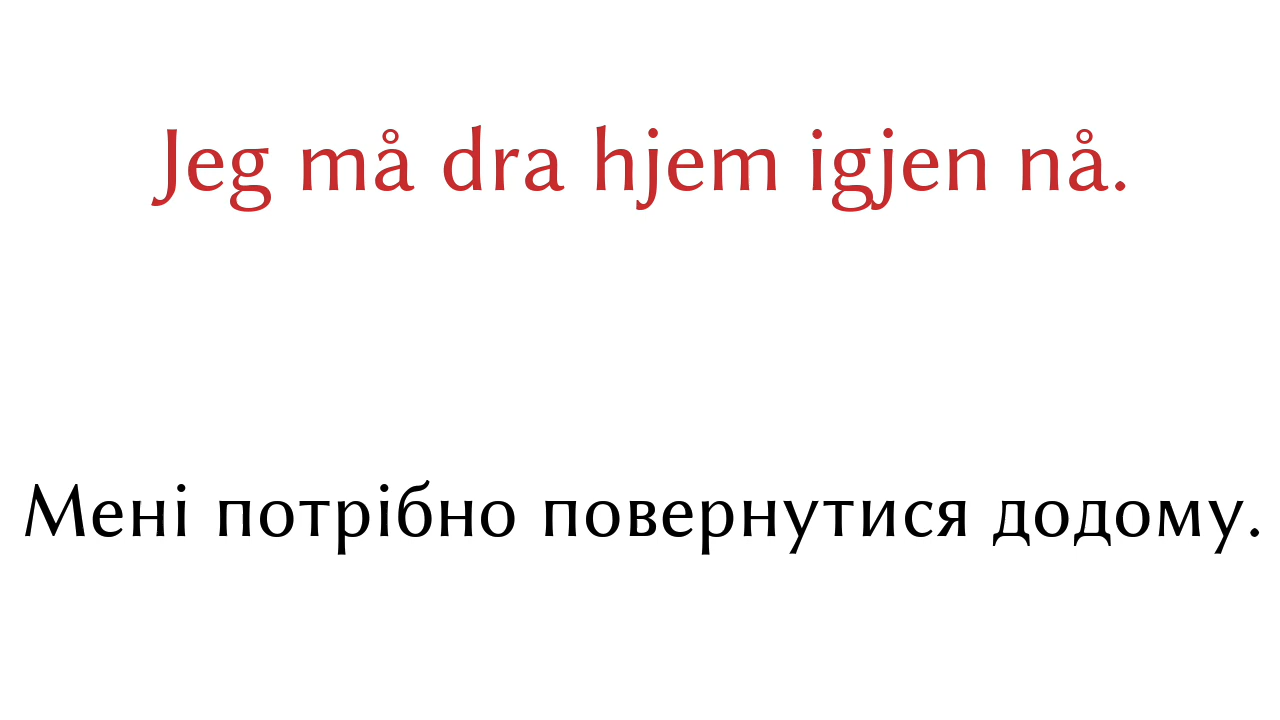 Jeg må dra hjem igjen nå.
Мені потрібно повернутися додому.